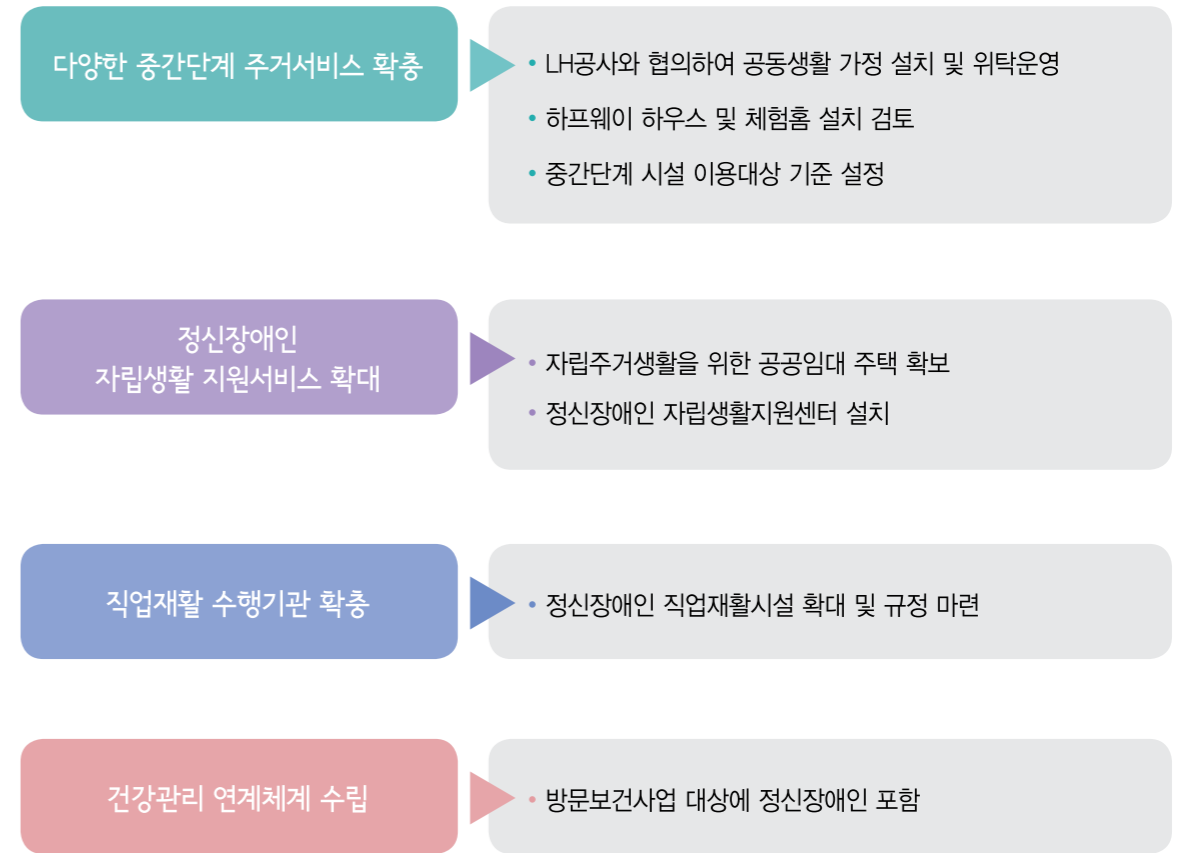 다양한 중간단계 주거서비스 확충
• LH공사와 협의하여 공동생활 가정 설치 및 위탁운영
• 하프웨이 하우스 및 체험홈 설치 검토
• 중간단계 시설 이용대상 기준 설정
정신장애인
자립생활 지원서비스 확대
• 자립주거생활을 위한 공공임대 주택 확보
• 정신장애인 자립생활지원센터 설치
직업재활 수행기관 확충
• 정신장애인 직업재활시설 확대 및 규정 마련
건강관리 연계체계 수립
• 방문보건사업 대상에 정신장애인 포함